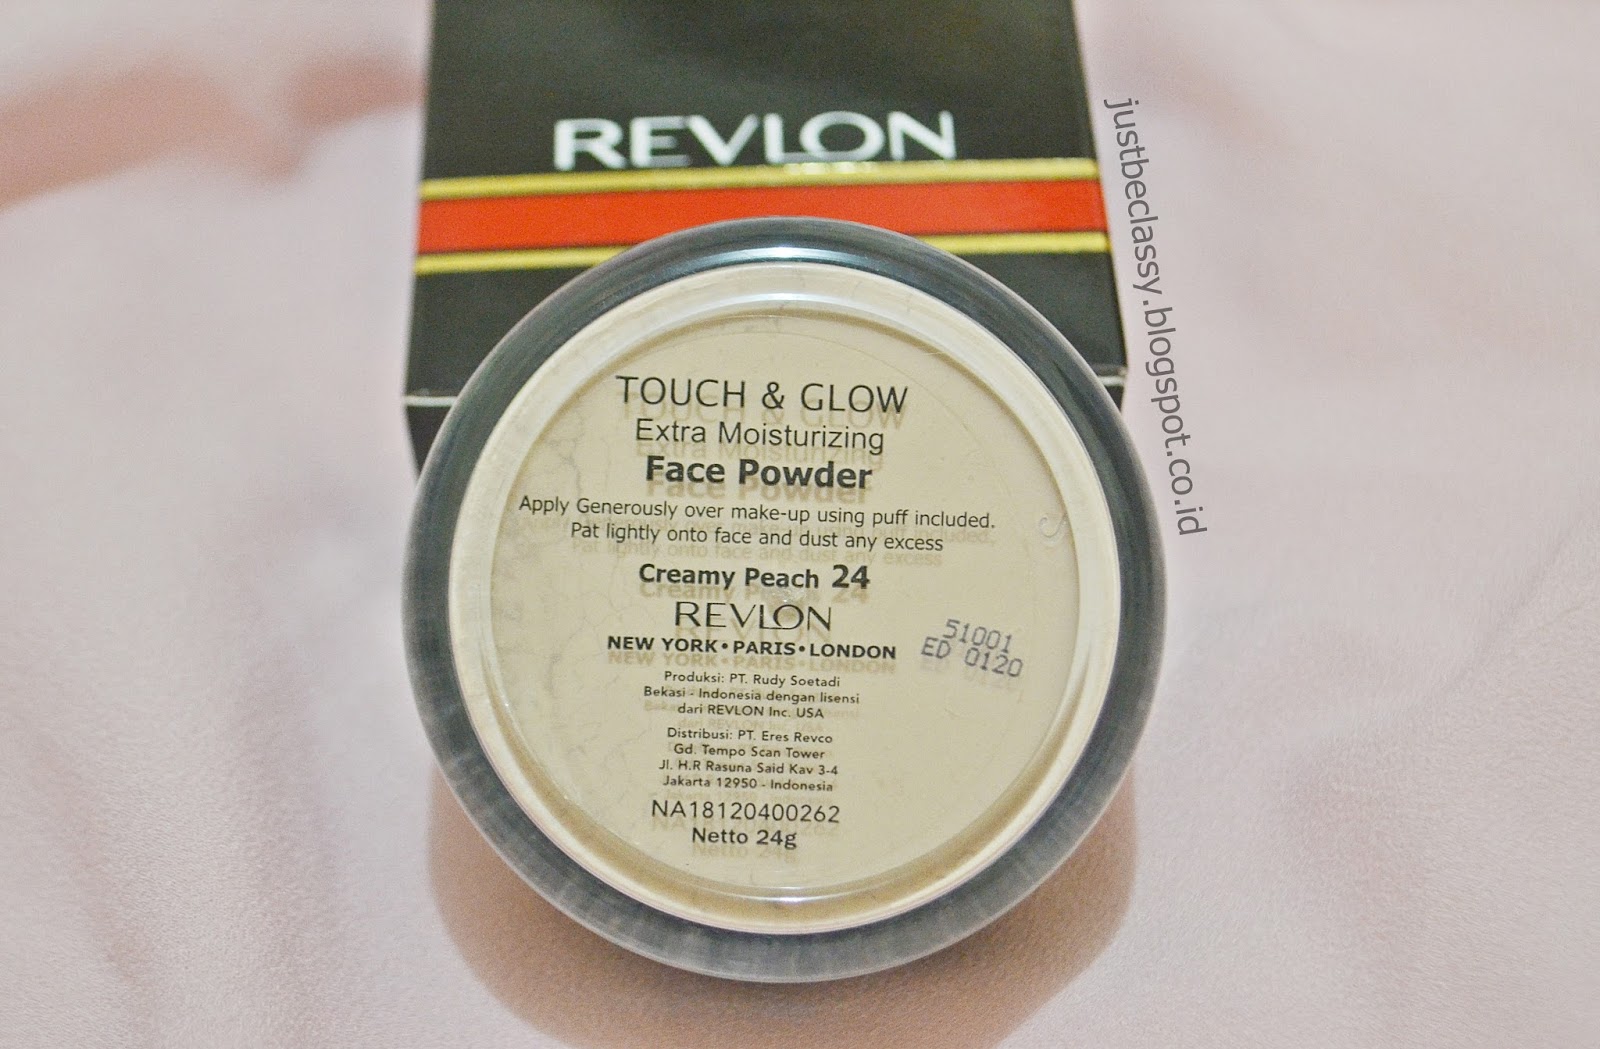 REVLON
justbeclassy.blogspot.co.id
TOUCH & GLOW
Extra Moisturizing
Face Powder
Apply Generously over make-up using puff included.
Pat lightly onto face and dust any excess
Creamy Peach 24
REVLON
NEW YORK • PARIS • LONDON
51001
ED 0120
Produksi: PT. Rudy Soetadi
Bekasi - Indonesia dengan lisensi
dari REVLON Inc. USA
Distribusi: PT. Eres Revco
Gd. Tempo Scan Tower
Jl. H.R Rasuna Said Kav 3-4
Jakarta 12950 - Indonesia
NA18120400262
Netto 24g